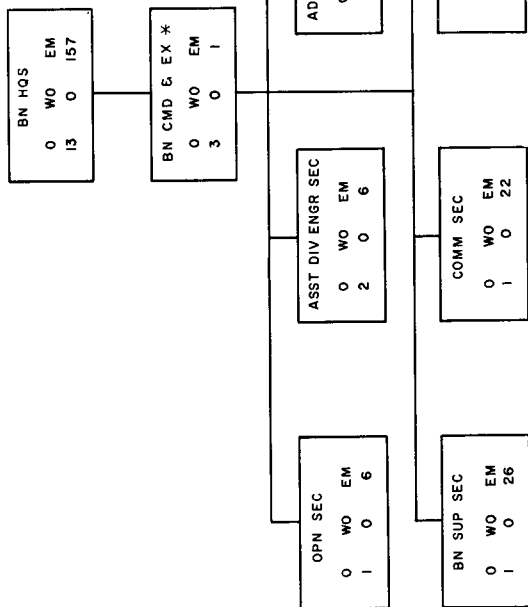 BN HQS
O WO EM
13 0 157
BN CMD & EX *
O WO EM
3 0 1
OPN SEC
O WO EM
1 0 6
ASST DIV ENGR SEC
O WO EM
2 0 6
AD
BN SUP SEC
O WO EM
1 0 26
COMM SEC
O WO EM
1 0 22